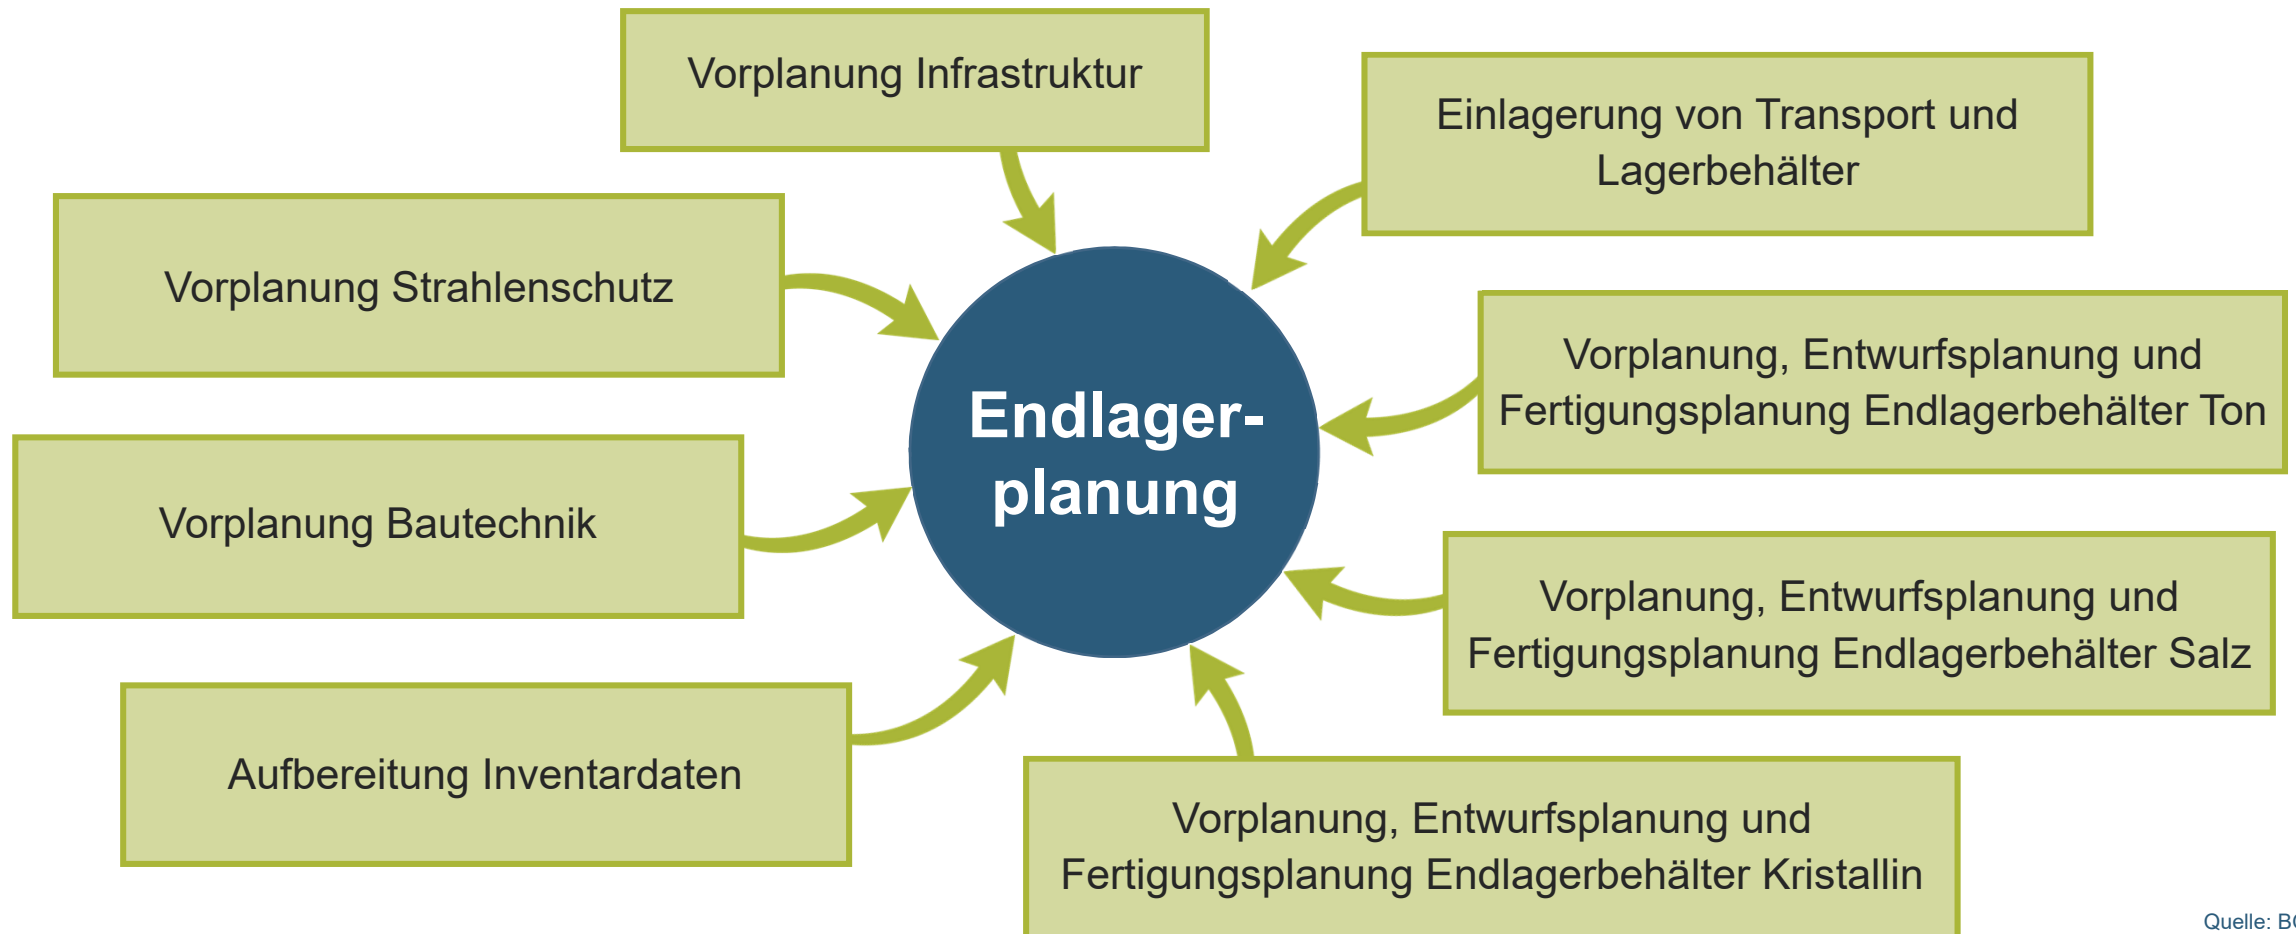 Vorplanung Infrastruktur
Einlagerung von Transport und
Lagerbehälter
Vorplanung Strahlenschutz
Vorplanung, Entwurfsplanung und
Fertigungsplanung Endlagerbehälter Ton
Endlager-
planung
Vorplanung Bautechnik
Vorplanung, Entwurfsplanung und
Fertigungsplanung Endlagerbehälter Salz
Aufbereitung Inventardaten
Vorplanung, Entwurfsplanung und
Fertigungsplanung Endlagerbehälter Kristallin
Quelle: